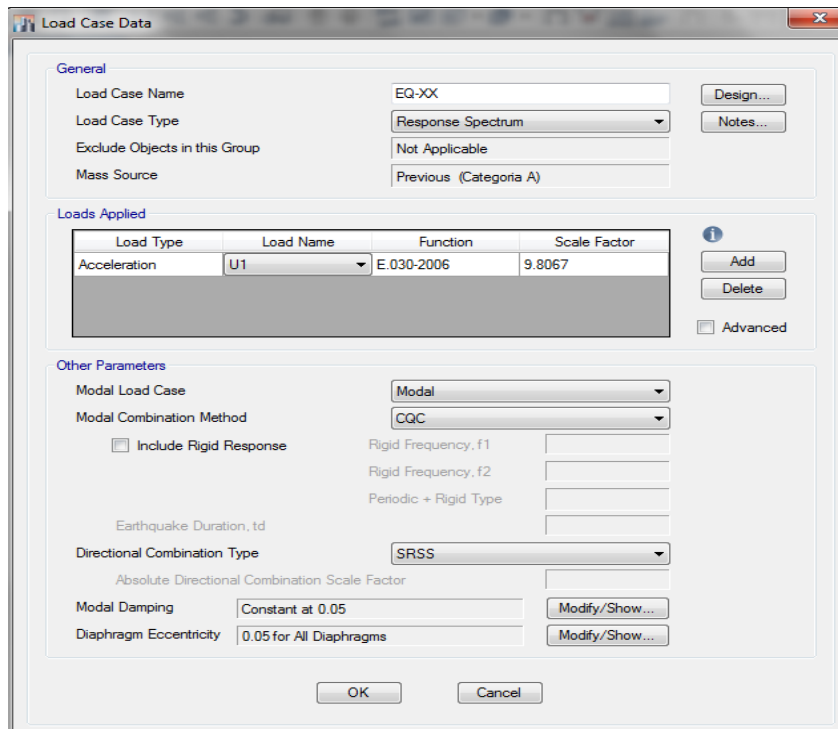 Load Case Data
General
Load Case Name EQ-XX Design...
Load Case Type Response Spectrum Notes...
Exclude Objects in this Group Not Applicable
Mass Source Previous (Categoria A)
Loads Applied
Load Type Load Name Function Scale Factor
Acceleration U1 E.030-2006 9.8067 Add
Delete
Advanced
Other Parameters
Modal Load Case Modal
Modal Combination Method CQC
Include Rigid Response Rigid Frequency, f1
Rigid Frequency, f2
Periodic + Rigid Type
Earthquake Duration, td
Directional Combination Type SRSS
Absolute Directional Combination Scale Factor
Modal Damping Constant at 0.05 Modify/Show...
Diaphragm Eccentricity 0.05 for All Diaphragms Modify/Show...
OK Cancel